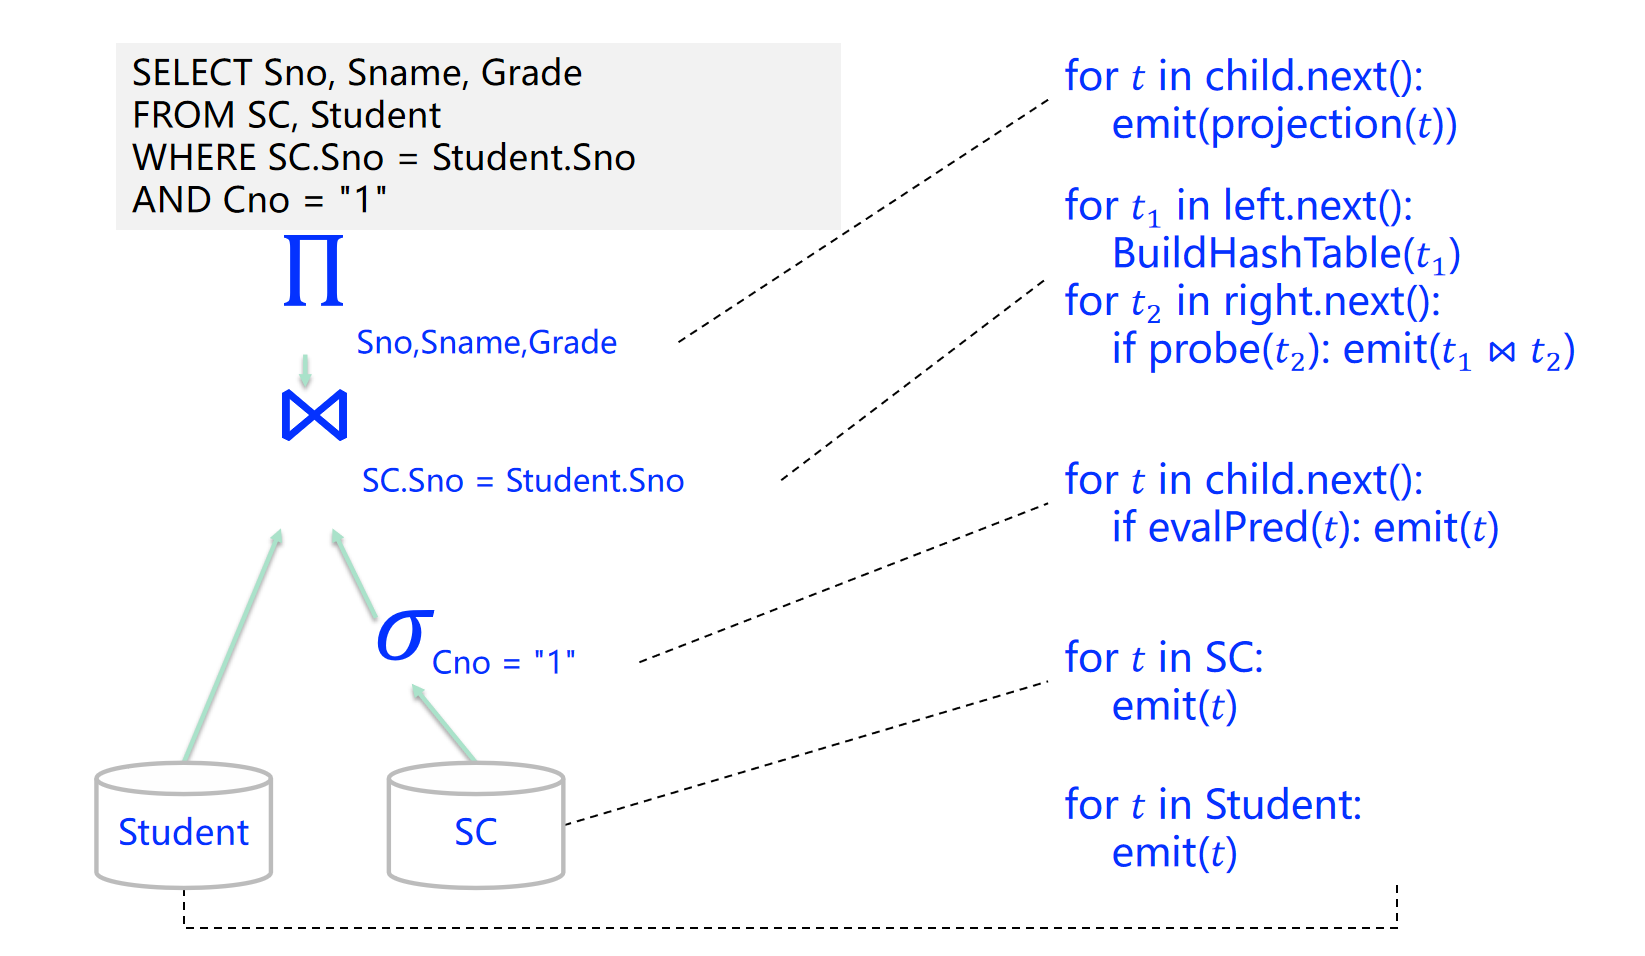 SELECT Sno, Sname, Grade
FROM SC, Student
WHERE SC.Sno = Student.Sno
AND Cno = "1"
∏
Sno,Sname,Grade
⋈
SC.Sno = Student.Sno
σ
Cno = "1"
Student
SC
for t in child.next():
emit(projection(t))
for t₁ in left.next():
BuildHashTable(t₁)
for t₂ in right.next():
if probe(t₂): emit(t₁ ⋈ t₂)
for t in child.next():
if evalPred(t): emit(t)
for t in SC:
emit(t)
for t in Student:
emit(t)